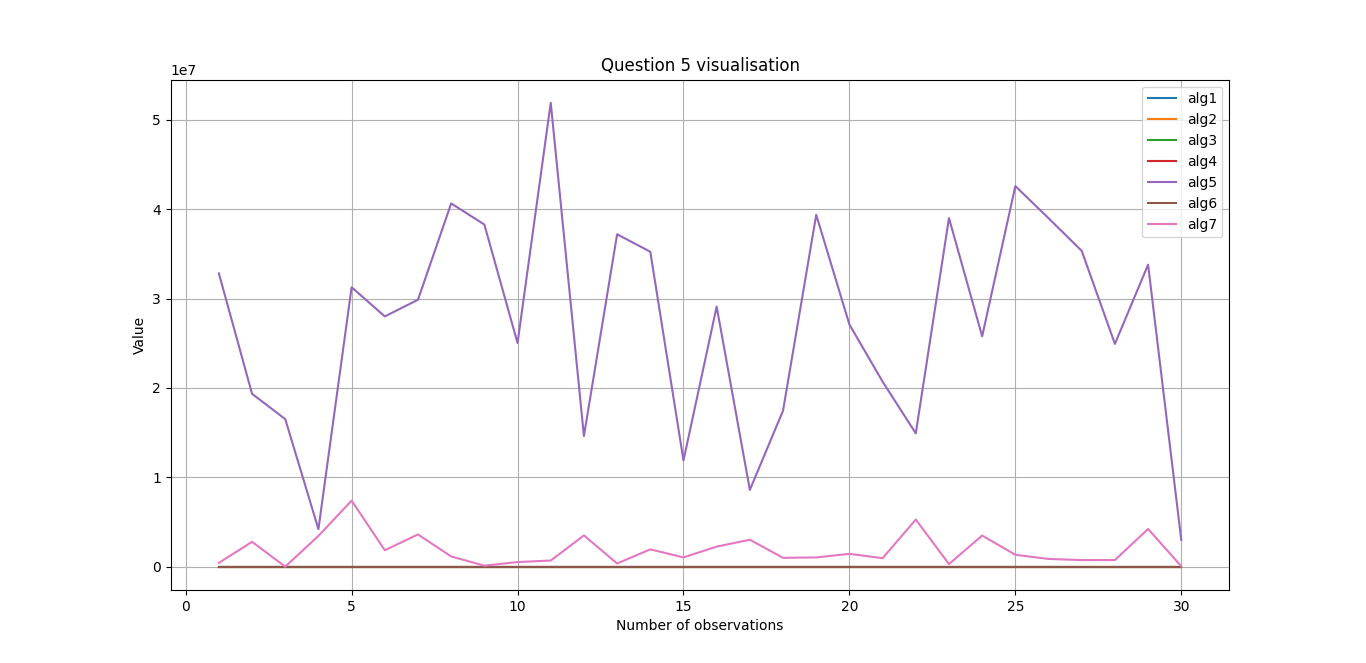 Question 5 visualisation
1e7
alg1
alg2
alg3
alg4
alg5
alg6
alg7
5
4
3
2
1
0
Value
0 5 10 15 20 25 30
Number of observations